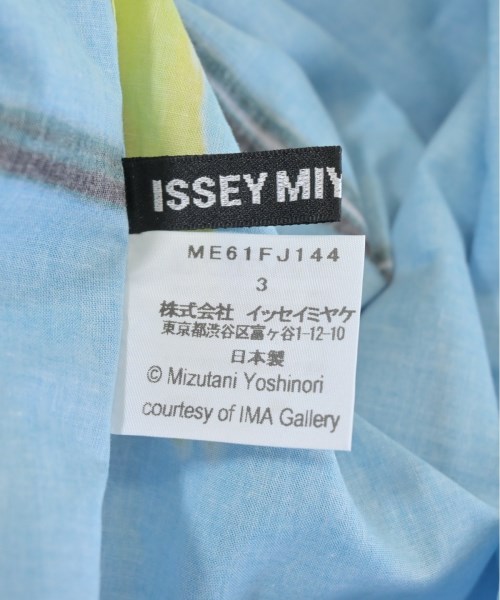 ISSEY MIY
ME61FJ144
3
株式会社 イッセイミヤケ
東京都渋谷区富ヶ谷1-12-10
日本製
© Mizutani Yoshinori
courtesy of IMA Gallery